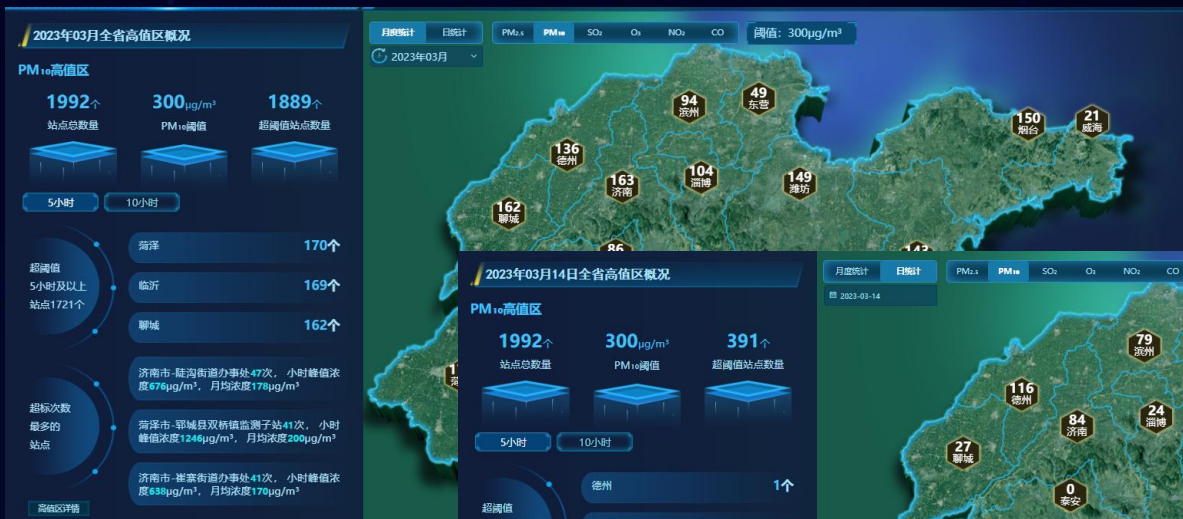 2023年03月全省高值区概况
PM₁₀高值区
1992个
300μg/m³
1889个
站点总数量
PM₁₀阈值
超阈值站点数量
5小时
10小时
超阈值
5小时及以上
站点1721个
菏泽
170个
临沂
169个
聊城
162个
超标次数
最多的
站点
济南市-陡沟街道办事处47次， 小时峰值浓
度676μg/m³， 月均浓度178μg/m³
菏泽市-郓城县双桥镇监测子站41次， 小时
峰值浓度1246μg/m³， 月均浓度200μg/m³
济南市-崔寨街道办事处41次， 小时峰值浓
度638μg/m³， 月均浓度170μg/m³
高值区详情
月度统计
日统计
PM₂.₅
PM₁₀
SO₂
O₃
NO₂
CO
阈值：300μg/m³
2023年03月
94
滨州
49
东营
150
烟台
21
威海
136
德州
163
济南
104
淄博
149
潍坊
162
聊城
86
143
2023年03月14日全省高值区概况
PM₁₀高值区
1992个
300μg/m³
391个
站点总数量
PM₁₀阈值
超阈值站点数量
5小时
10小时
超阈值
德州
1个
月度统计
日统计
PM₂.₅
PM₁₀
SO₂
O₃
NO₂
CO
2023-03-14
79
滨州
116
德州
84
济南
24
淄博
27
聊城
0
泰安